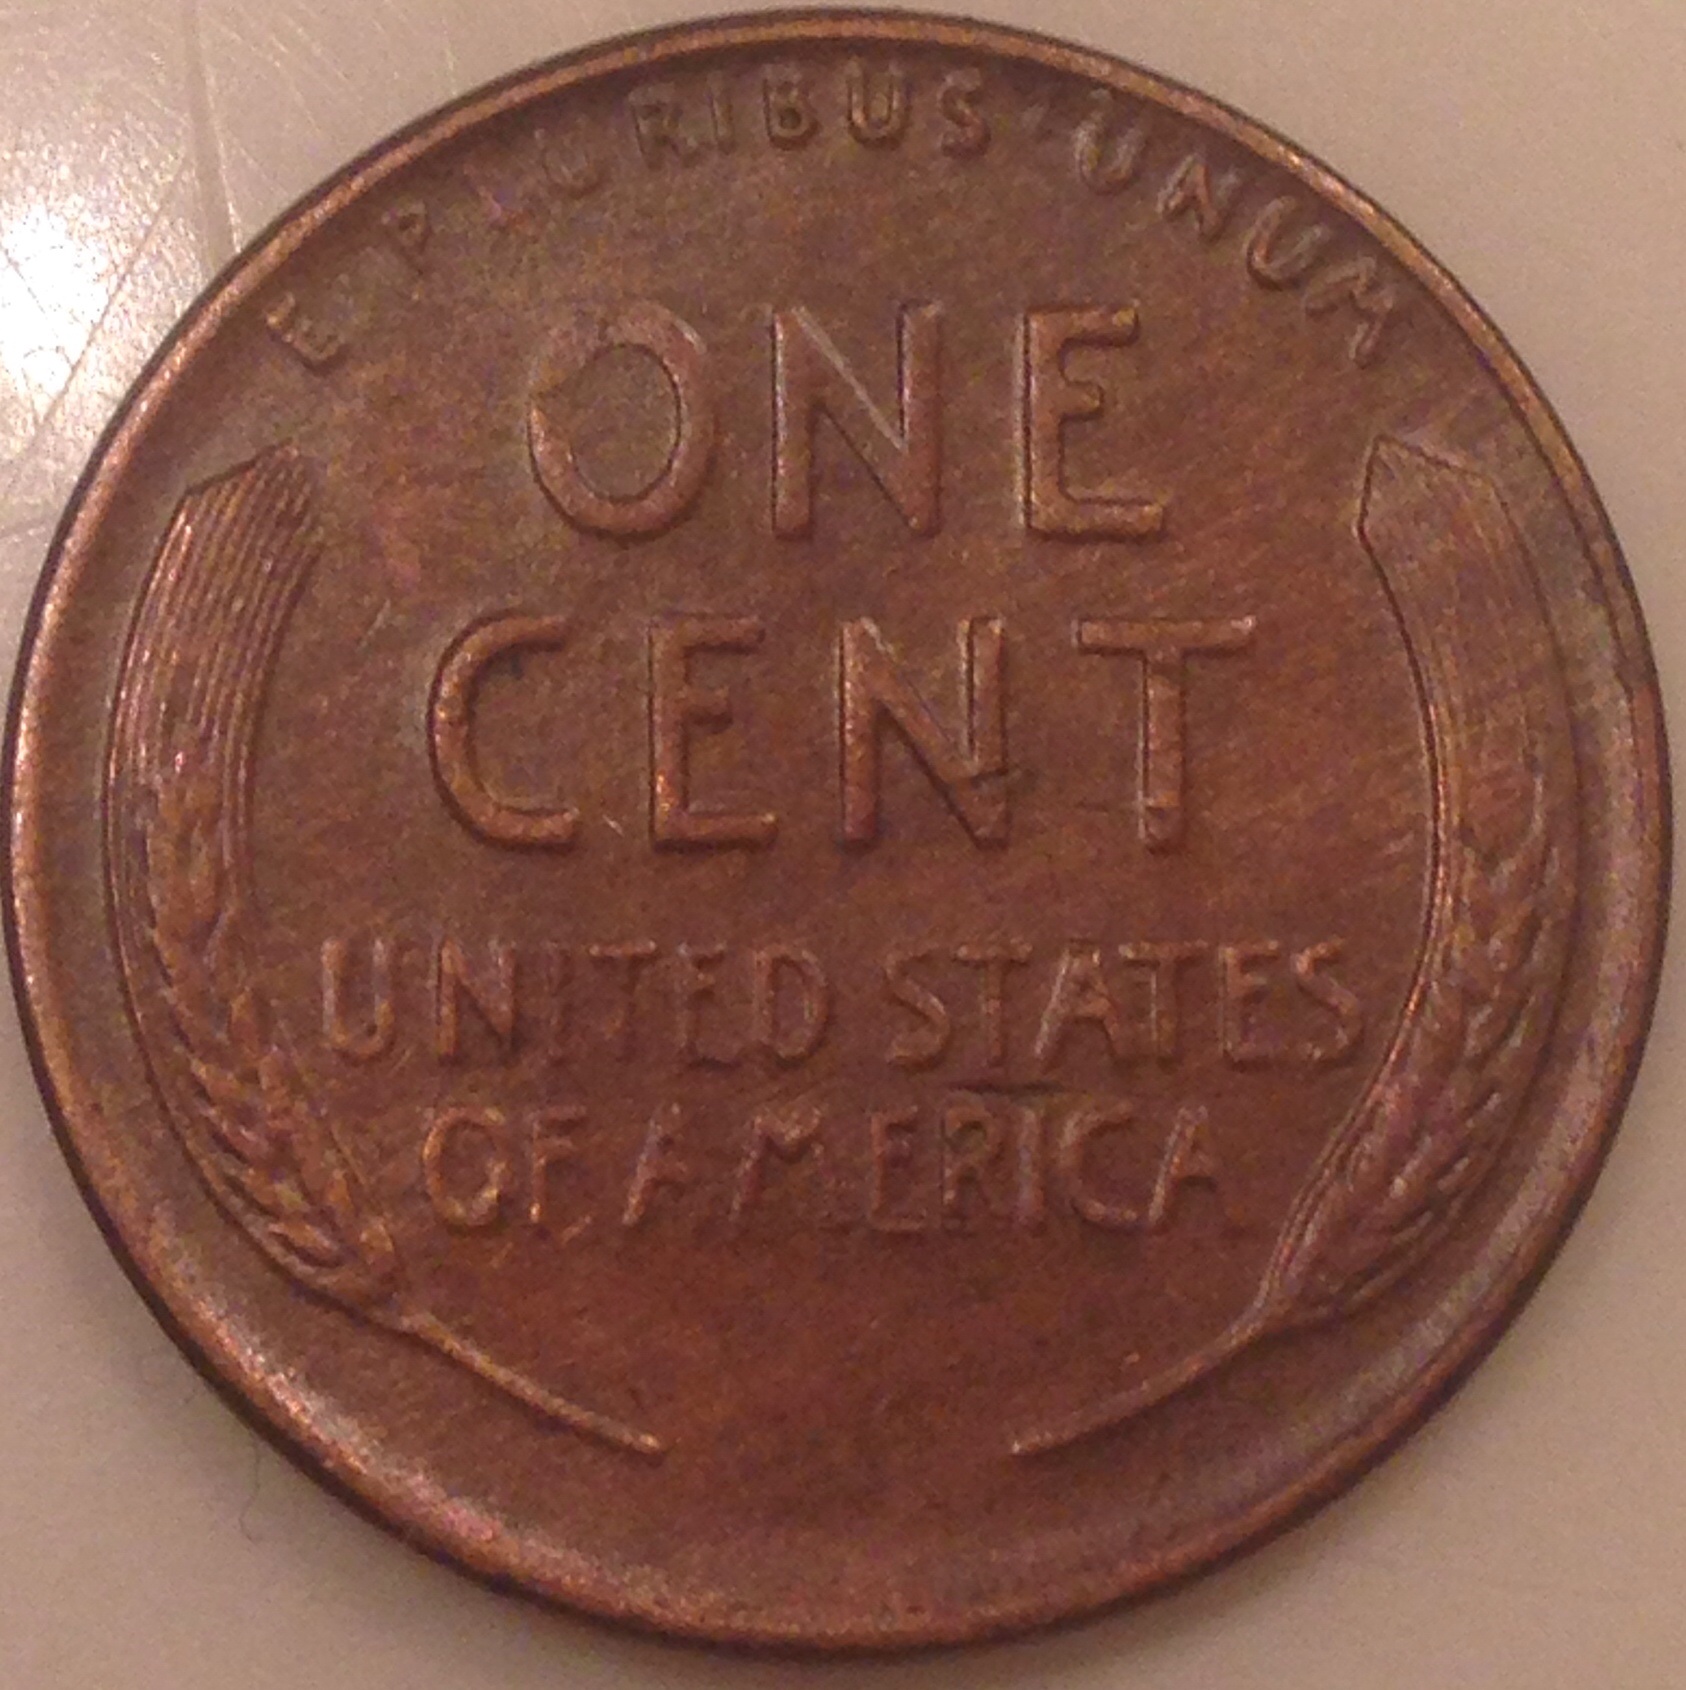 E PLURIBUS UNUM
ONE
CENT
UNITED STATES
OF AMERICA